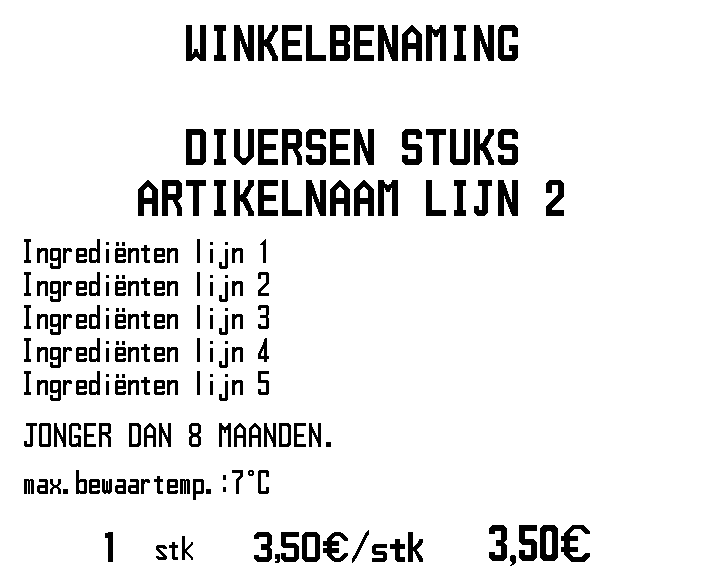 WINKELBENAMING
DIVERSEN STUKS
ARTIKELNAAM LIJN 2
Ingrediënten lijn 1
Ingrediënten lijn 2
Ingrediënten lijn 3
Ingrediënten lijn 4
Ingrediënten lijn 5
JONGER DAN 8 MAANDEN.
max.bewaartemp.:7°C
1 stk 3,50€/stk 3,50€